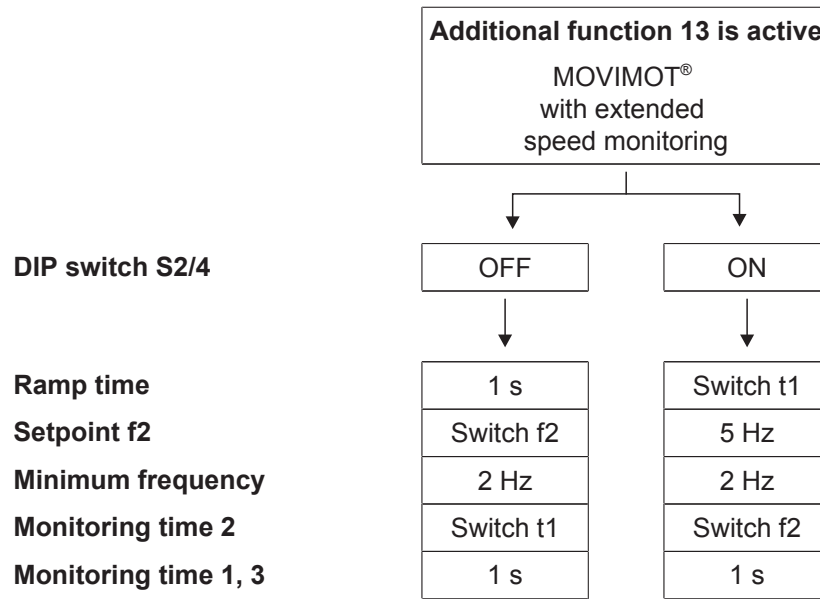 Additional function 13 is active
MOVIMOT®
with extended
speed monitoring
DIP switch S2/4 OFF ON
Ramp time 1 s Switch t1
Setpoint f2 Switch f2 5 Hz
Minimum frequency 2 Hz 2 Hz
Monitoring time 2 Switch t1 Switch f2
Monitoring time 1, 3 1 s 1 s